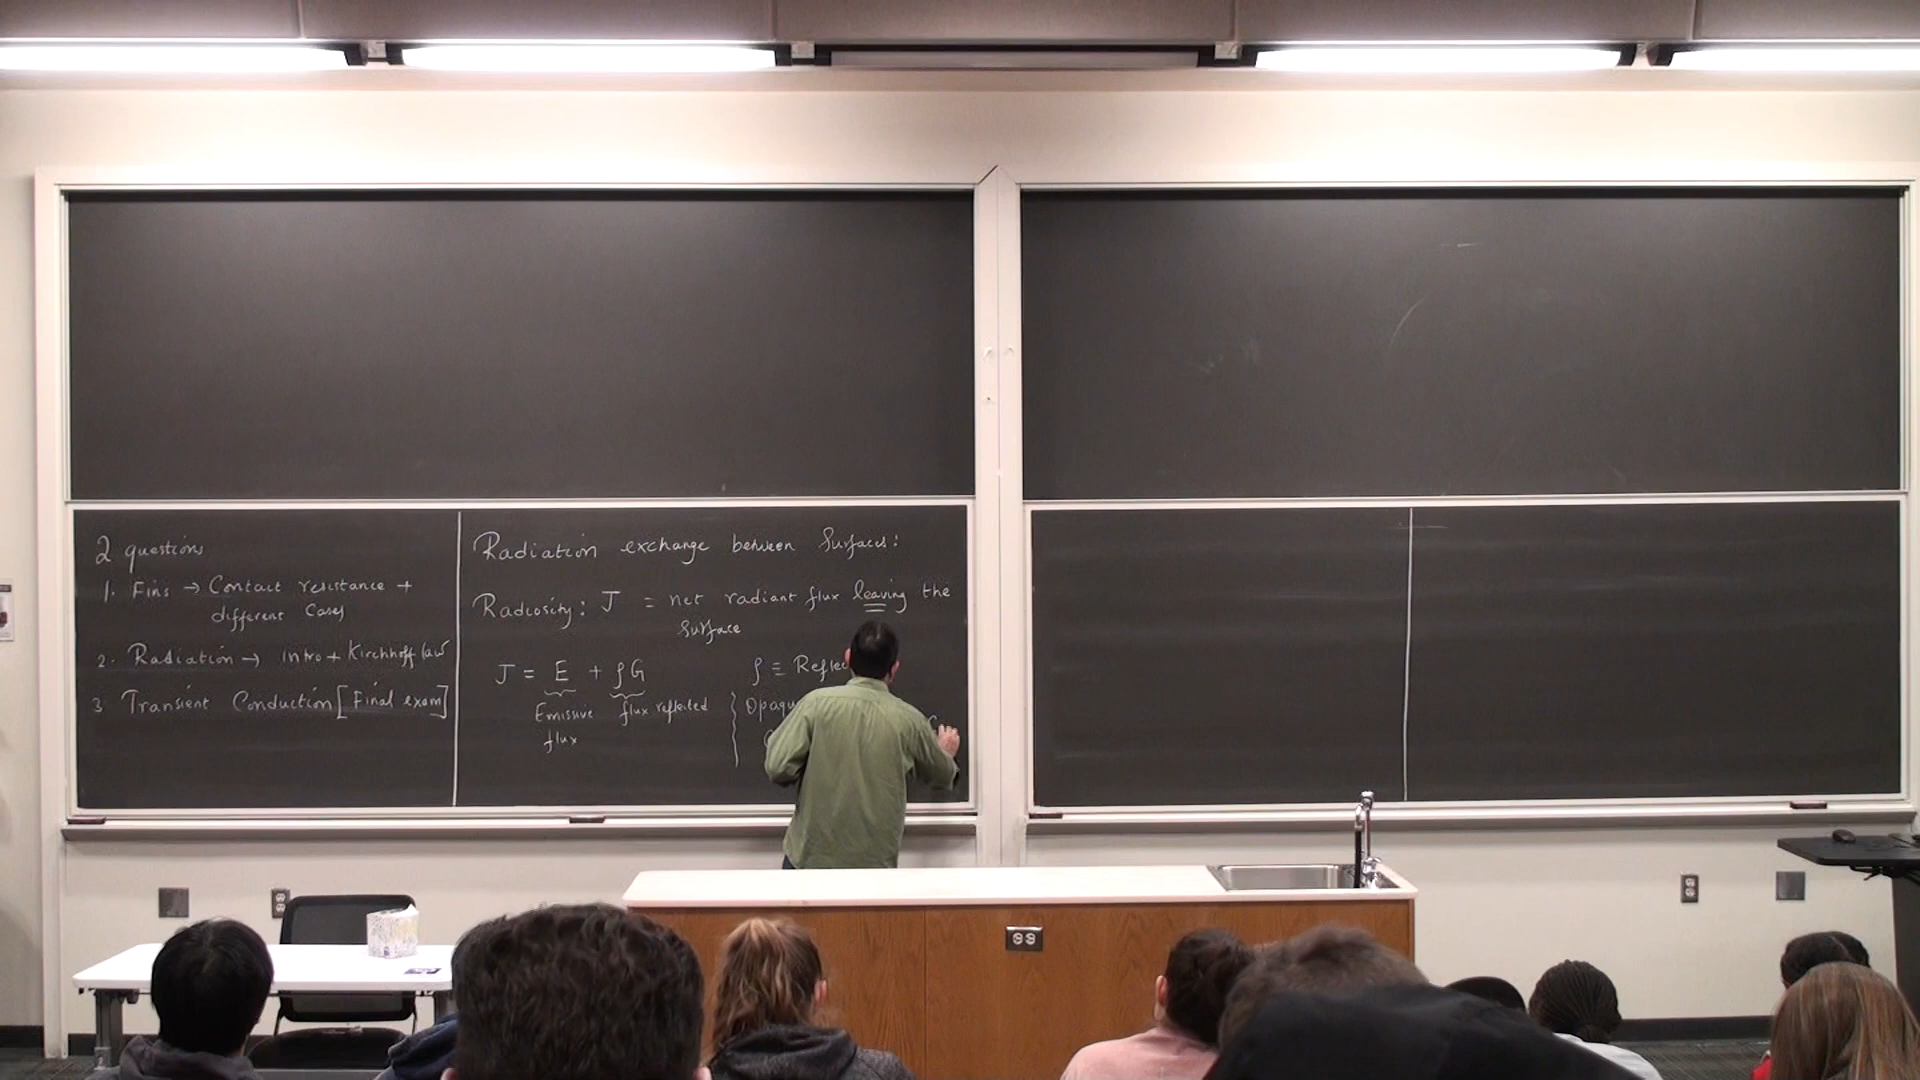 2 questions
1. Fins → Contact resistance +
different Cases
2. Radiation → Intro + Kirchhoff law
3 Transient Conduction [Final exam]
Radiation exchange between Surfaces:
Radiosity: J = net radiant flux leaving the
Surface
J = E + ρG
Emissive flux reflected
flux
ρ ≡ Reflec
Opaqu